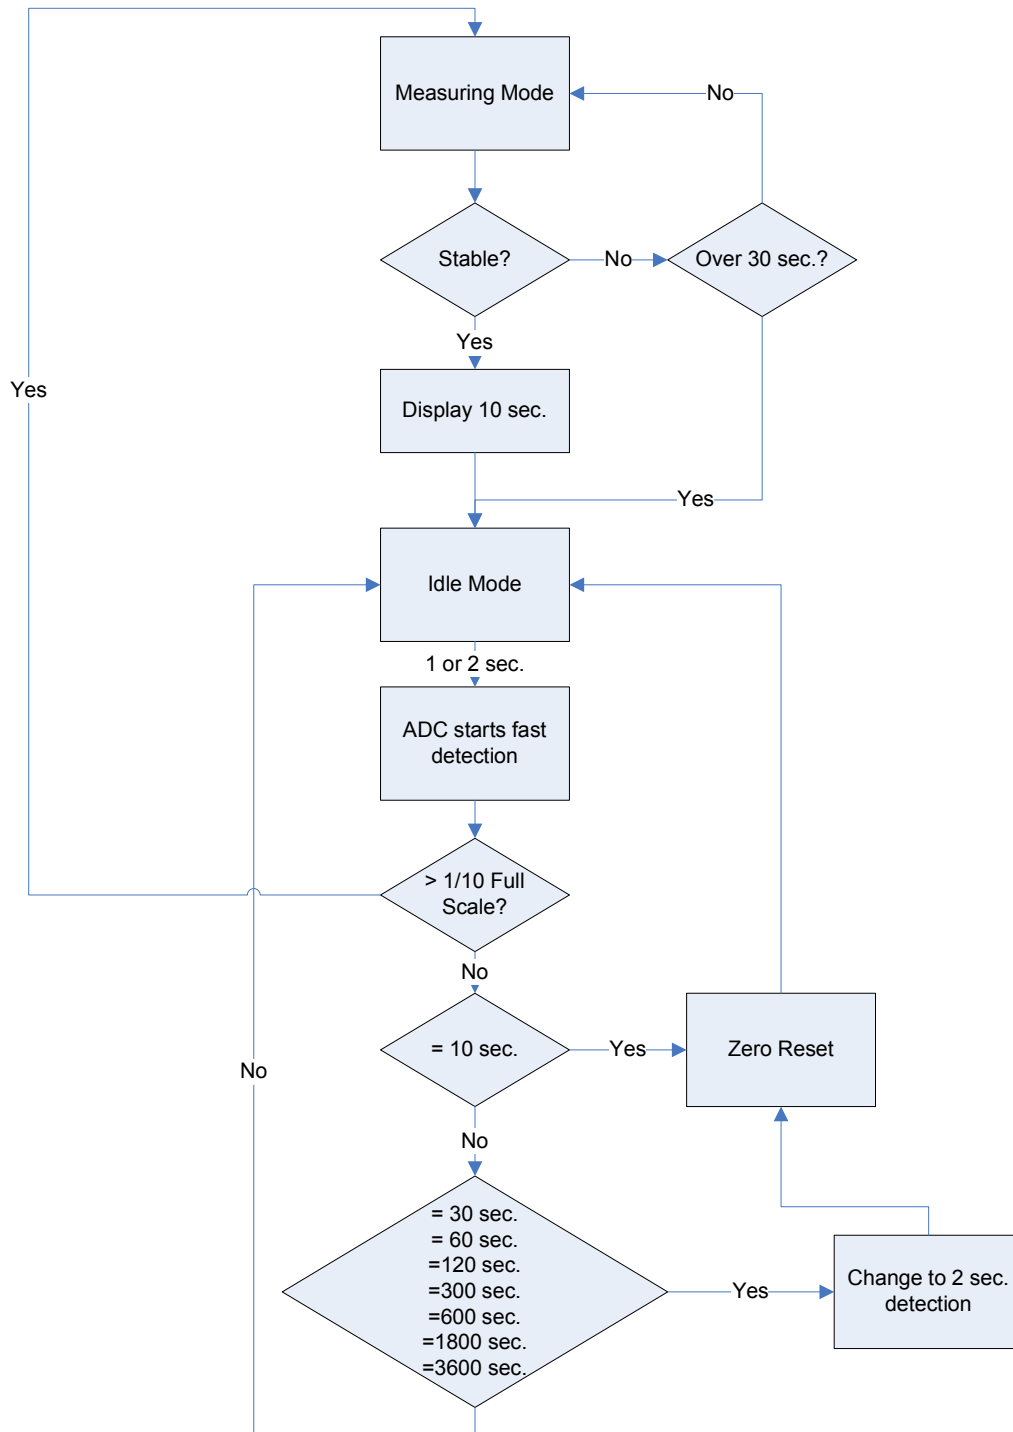 Measuring Mode
No
Stable?
No
Over 30 sec.?
Yes
Yes
Display 10 sec.
Yes
Idle Mode
1 or 2 sec.
ADC starts fast
detection
> 1/10 Full
Scale?
No
= 10 sec.
Yes
Zero Reset
No
No
= 30 sec.
= 60 sec.
=120 sec.
=300 sec.
=600 sec.
=1800 sec.
=3600 sec.
Yes
Change to 2 sec.
detection